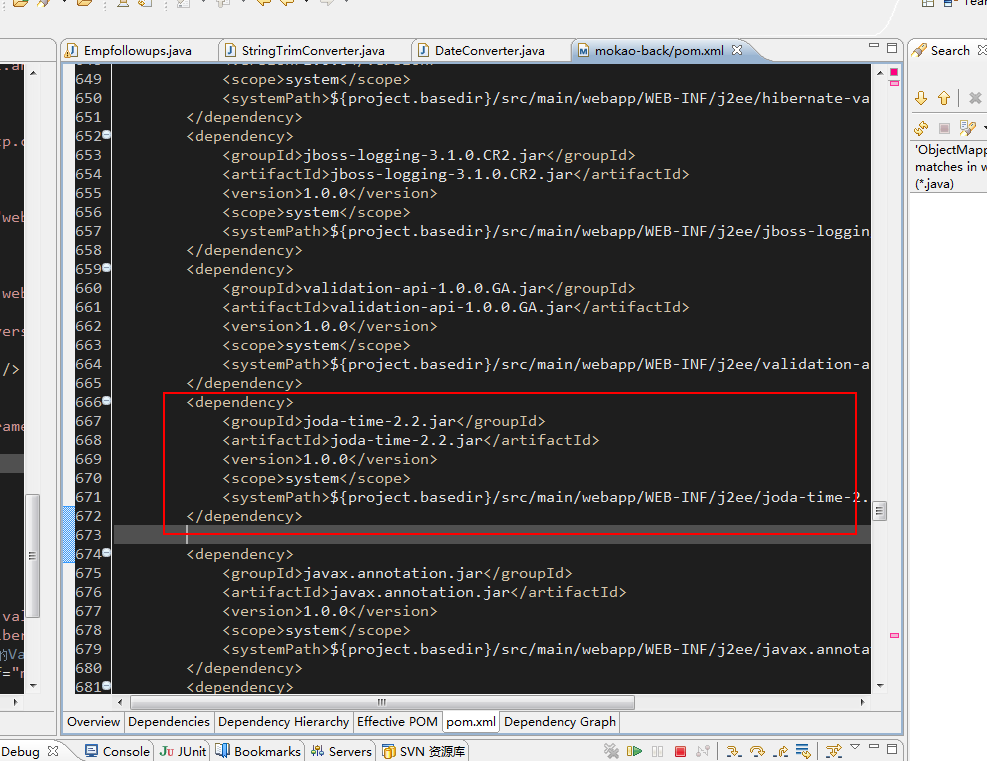 Empfollowups.java
StringTrimConverter.java
DateConverter.java
mokao-back/pom.xml
Search
649 <scope>system</scope>
650 <systemPath>${project.basedir}/src/main/webapp/WEB-INF/j2ee/hibernate-va
651 </dependency>
652 <dependency>
653 <groupId>jboss-logging-3.1.0.CR2.jar</groupId>
654 <artifactId>jboss-logging-3.1.0.CR2.jar</artifactId>
655 <version>1.0.0</version>
656 <scope>system</scope>
657 <systemPath>${project.basedir}/src/main/webapp/WEB-INF/j2ee/jboss-loggin
658 </dependency>
659 <dependency>
660 <groupId>validation-api-1.0.0.GA.jar</groupId>
661 <artifactId>validation-api-1.0.0.GA.jar</artifactId>
662 <version>1.0.0</version>
663 <scope>system</scope>
664 <systemPath>${project.basedir}/src/main/webapp/WEB-INF/j2ee/validation-a
665 </dependency>
666 <dependency>
667 <groupId>joda-time-2.2.jar</groupId>
668 <artifactId>joda-time-2.2.jar</artifactId>
669 <version>1.0.0</version>
670 <scope>system</scope>
671 <systemPath>${project.basedir}/src/main/webapp/WEB-INF/j2ee/joda-time-2.
672 </dependency>
673
674 <dependency>
675 <groupId>javax.annotation.jar</groupId>
676 <artifactId>javax.annotation.jar</artifactId>
677 <version>1.0.0</version>
678 <scope>system</scope>
679 <systemPath>${project.basedir}/src/main/webapp/WEB-INF/j2ee/javax.annota
680 </dependency>
681 <dependency>
'ObjectMapp
matches in w
(*.java)
Overview
Dependencies
Dependency Hierarchy
Effective POM
pom.xml
Dependency Graph
Debug
Console
JUnit
Bookmarks
Servers
SVN 资源库